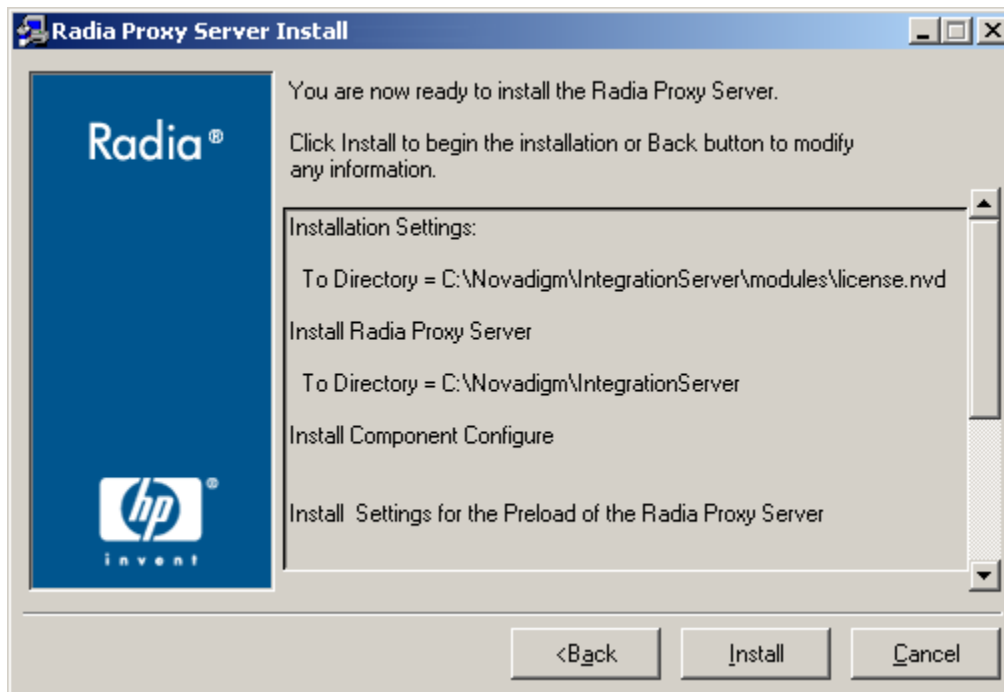 Radia Proxy Server Install
Radia®
hp®
invent
You are now ready to install the Radia Proxy Server.
Click Install to begin the installation or Back button to modify
any information.
Installation Settings:
To Directory = C:\Novadigm\IntegrationServer\modules\license.nvd
Install Radia Proxy Server
To Directory = C:\Novadigm\IntegrationServer
Install Component Configure
Install  Settings for the Preload of the Radia Proxy Server
<Back
Install
Cancel